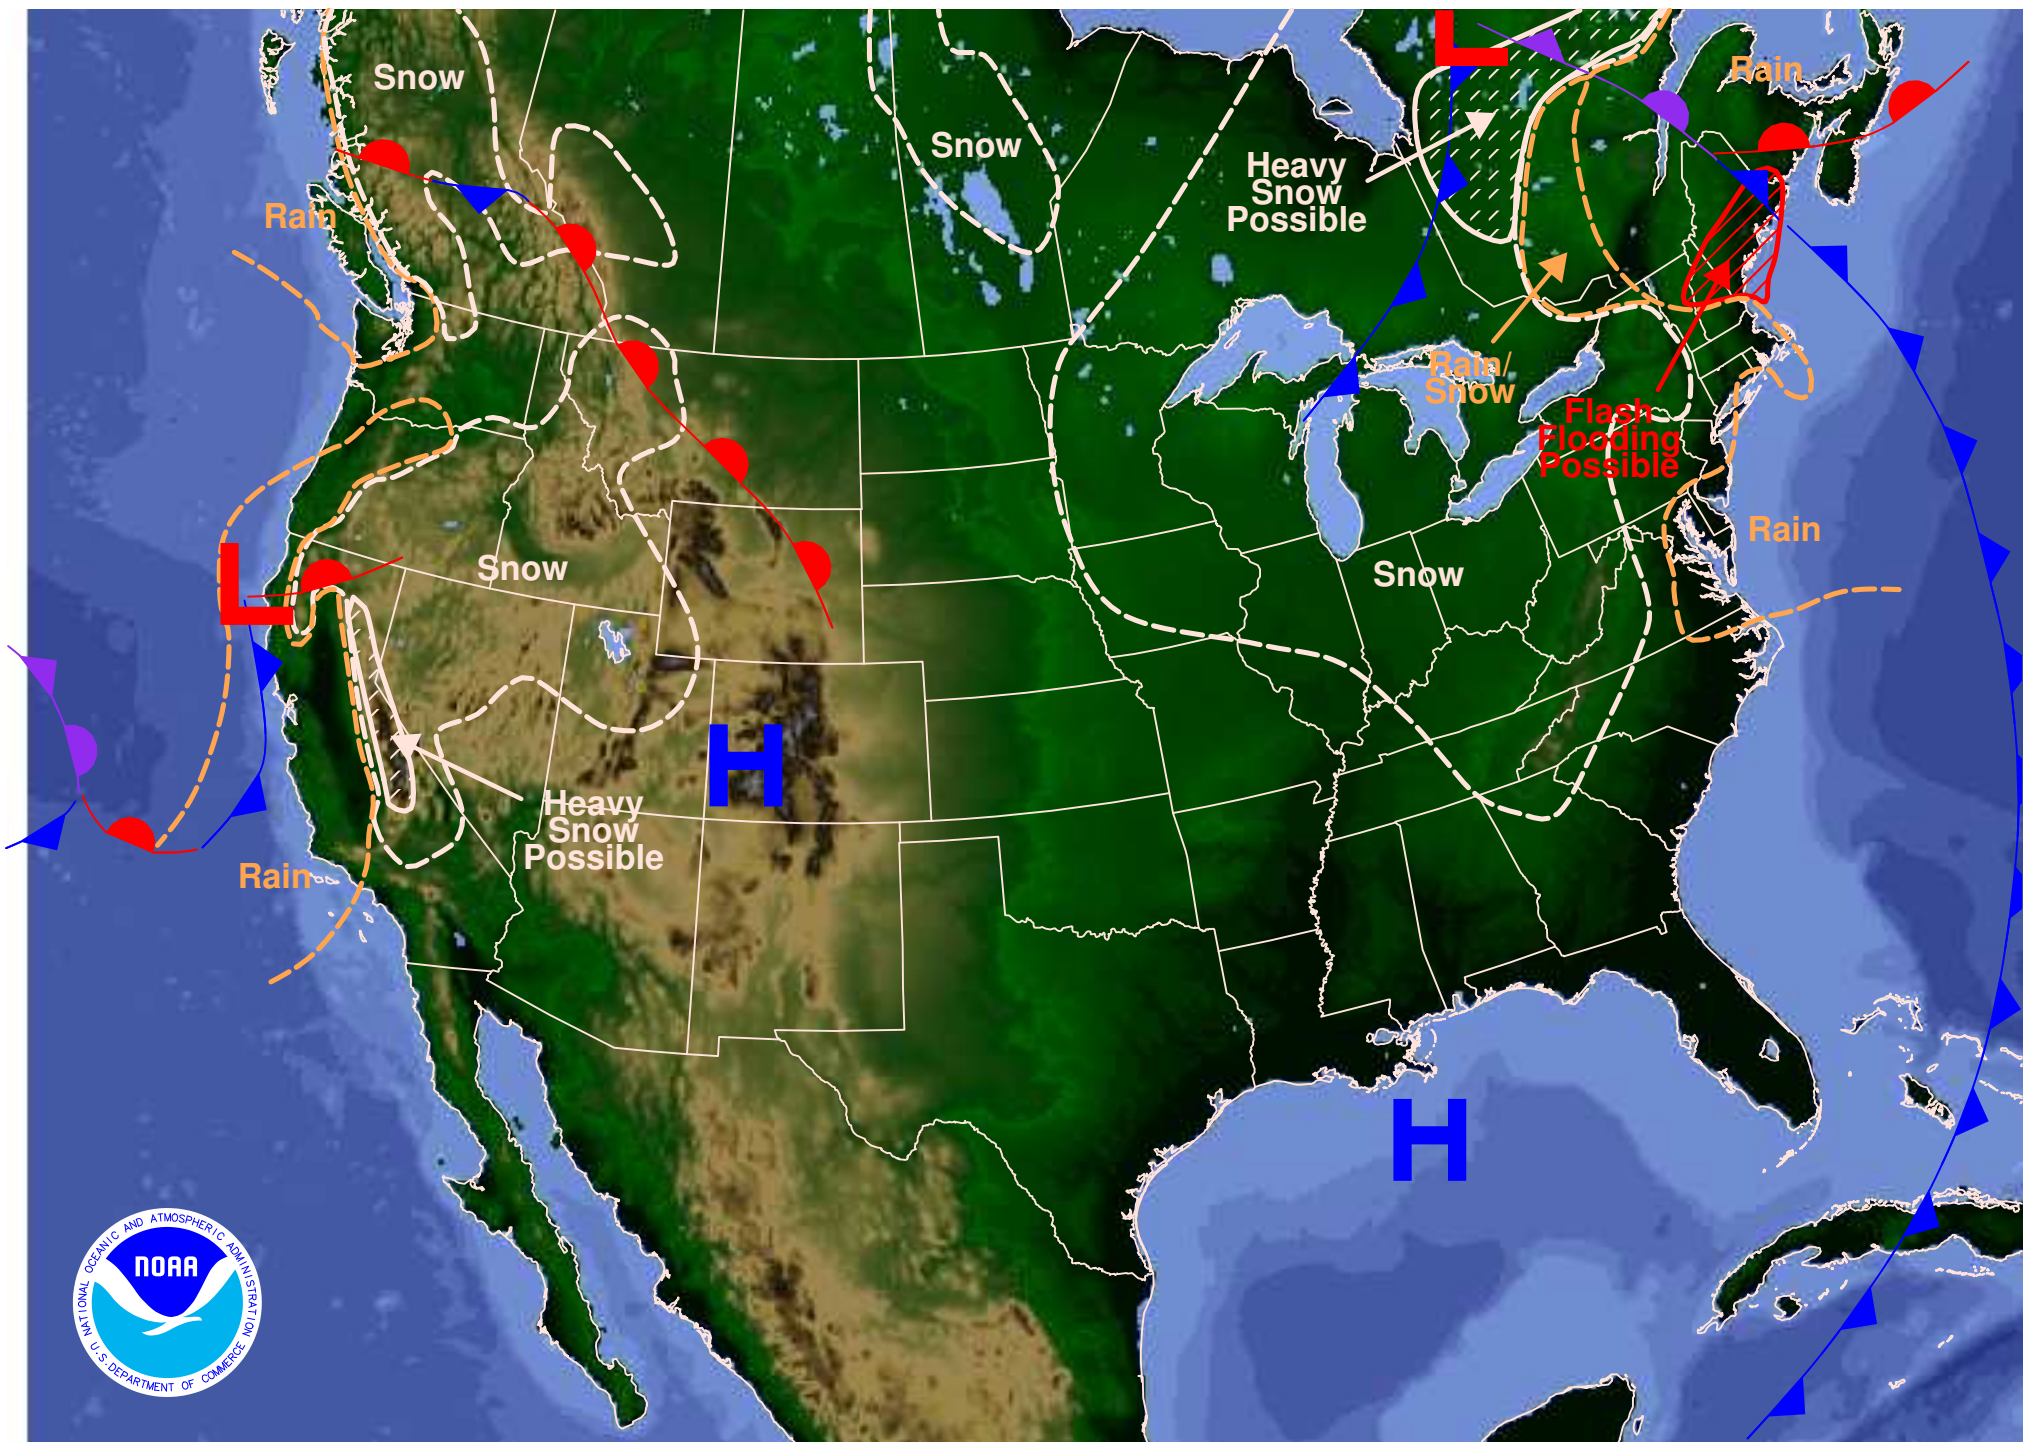 L
Snow
Rain
Snow
Heavy
Snow
Possible
Rain
Rain/
Snow
Flash
Flooding
Possible
Rain
L
Snow
Snow
H
Heavy
Snow
Possible
Rain
H
NATIONAL OCEANIC AND ATMOSPHERIC ADMINISTRATION
NOAA
U.S. DEPARTMENT OF COMMERCE